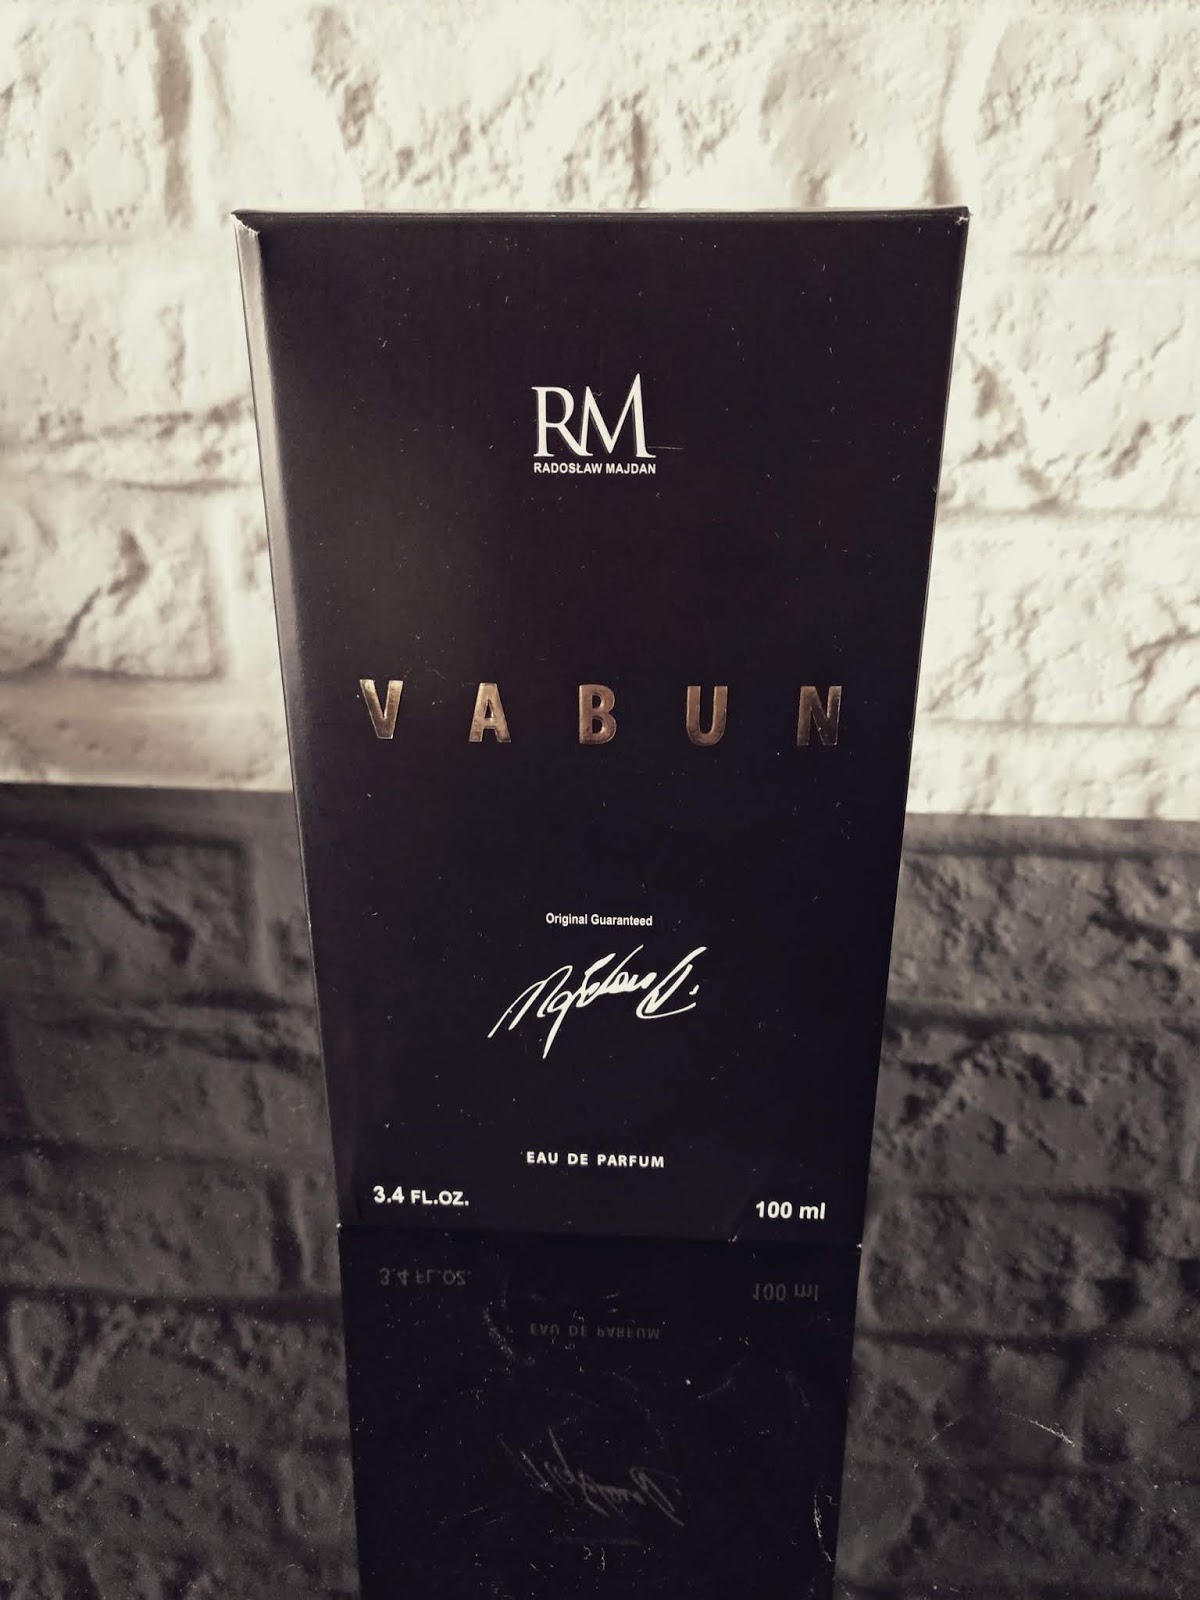 RM
RADOSŁAW MAJDAN
VABUN
Original Guaranteed
EAU DE PARFUM
3.4 FL.OZ.
100 ml